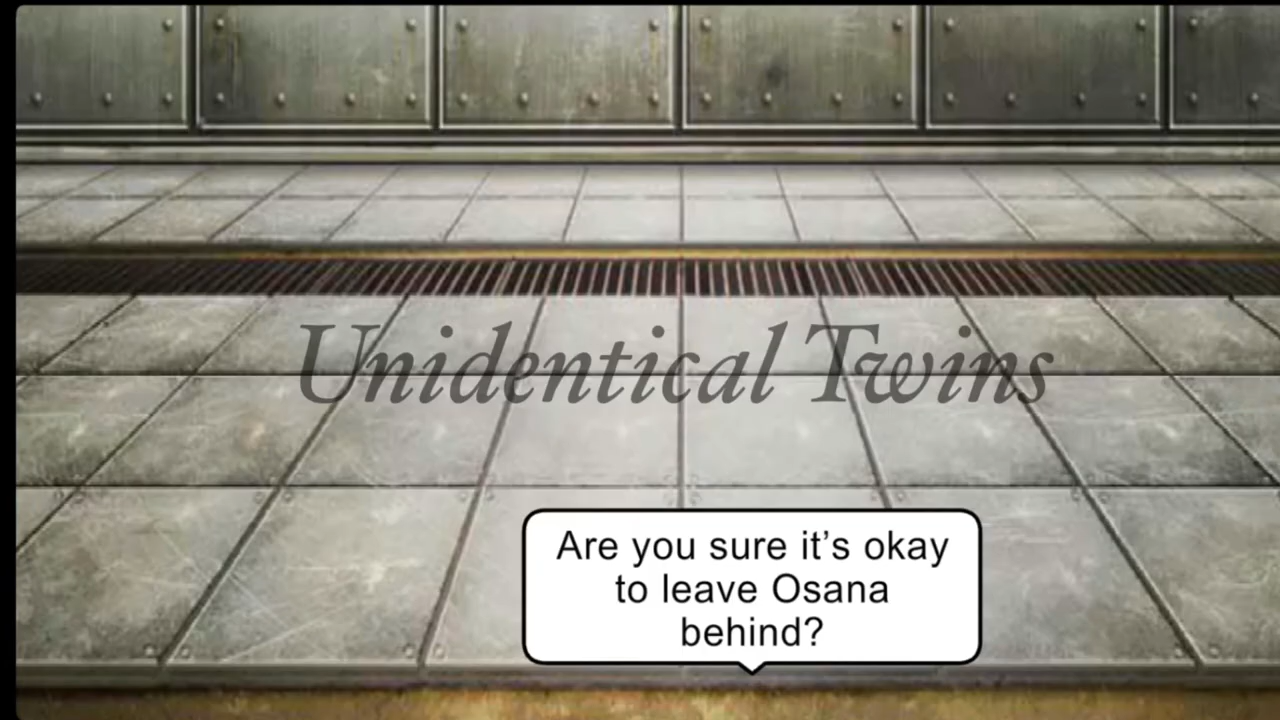 Unidentical Twins
Are you sure it’s okay
to leave Osana
behind?